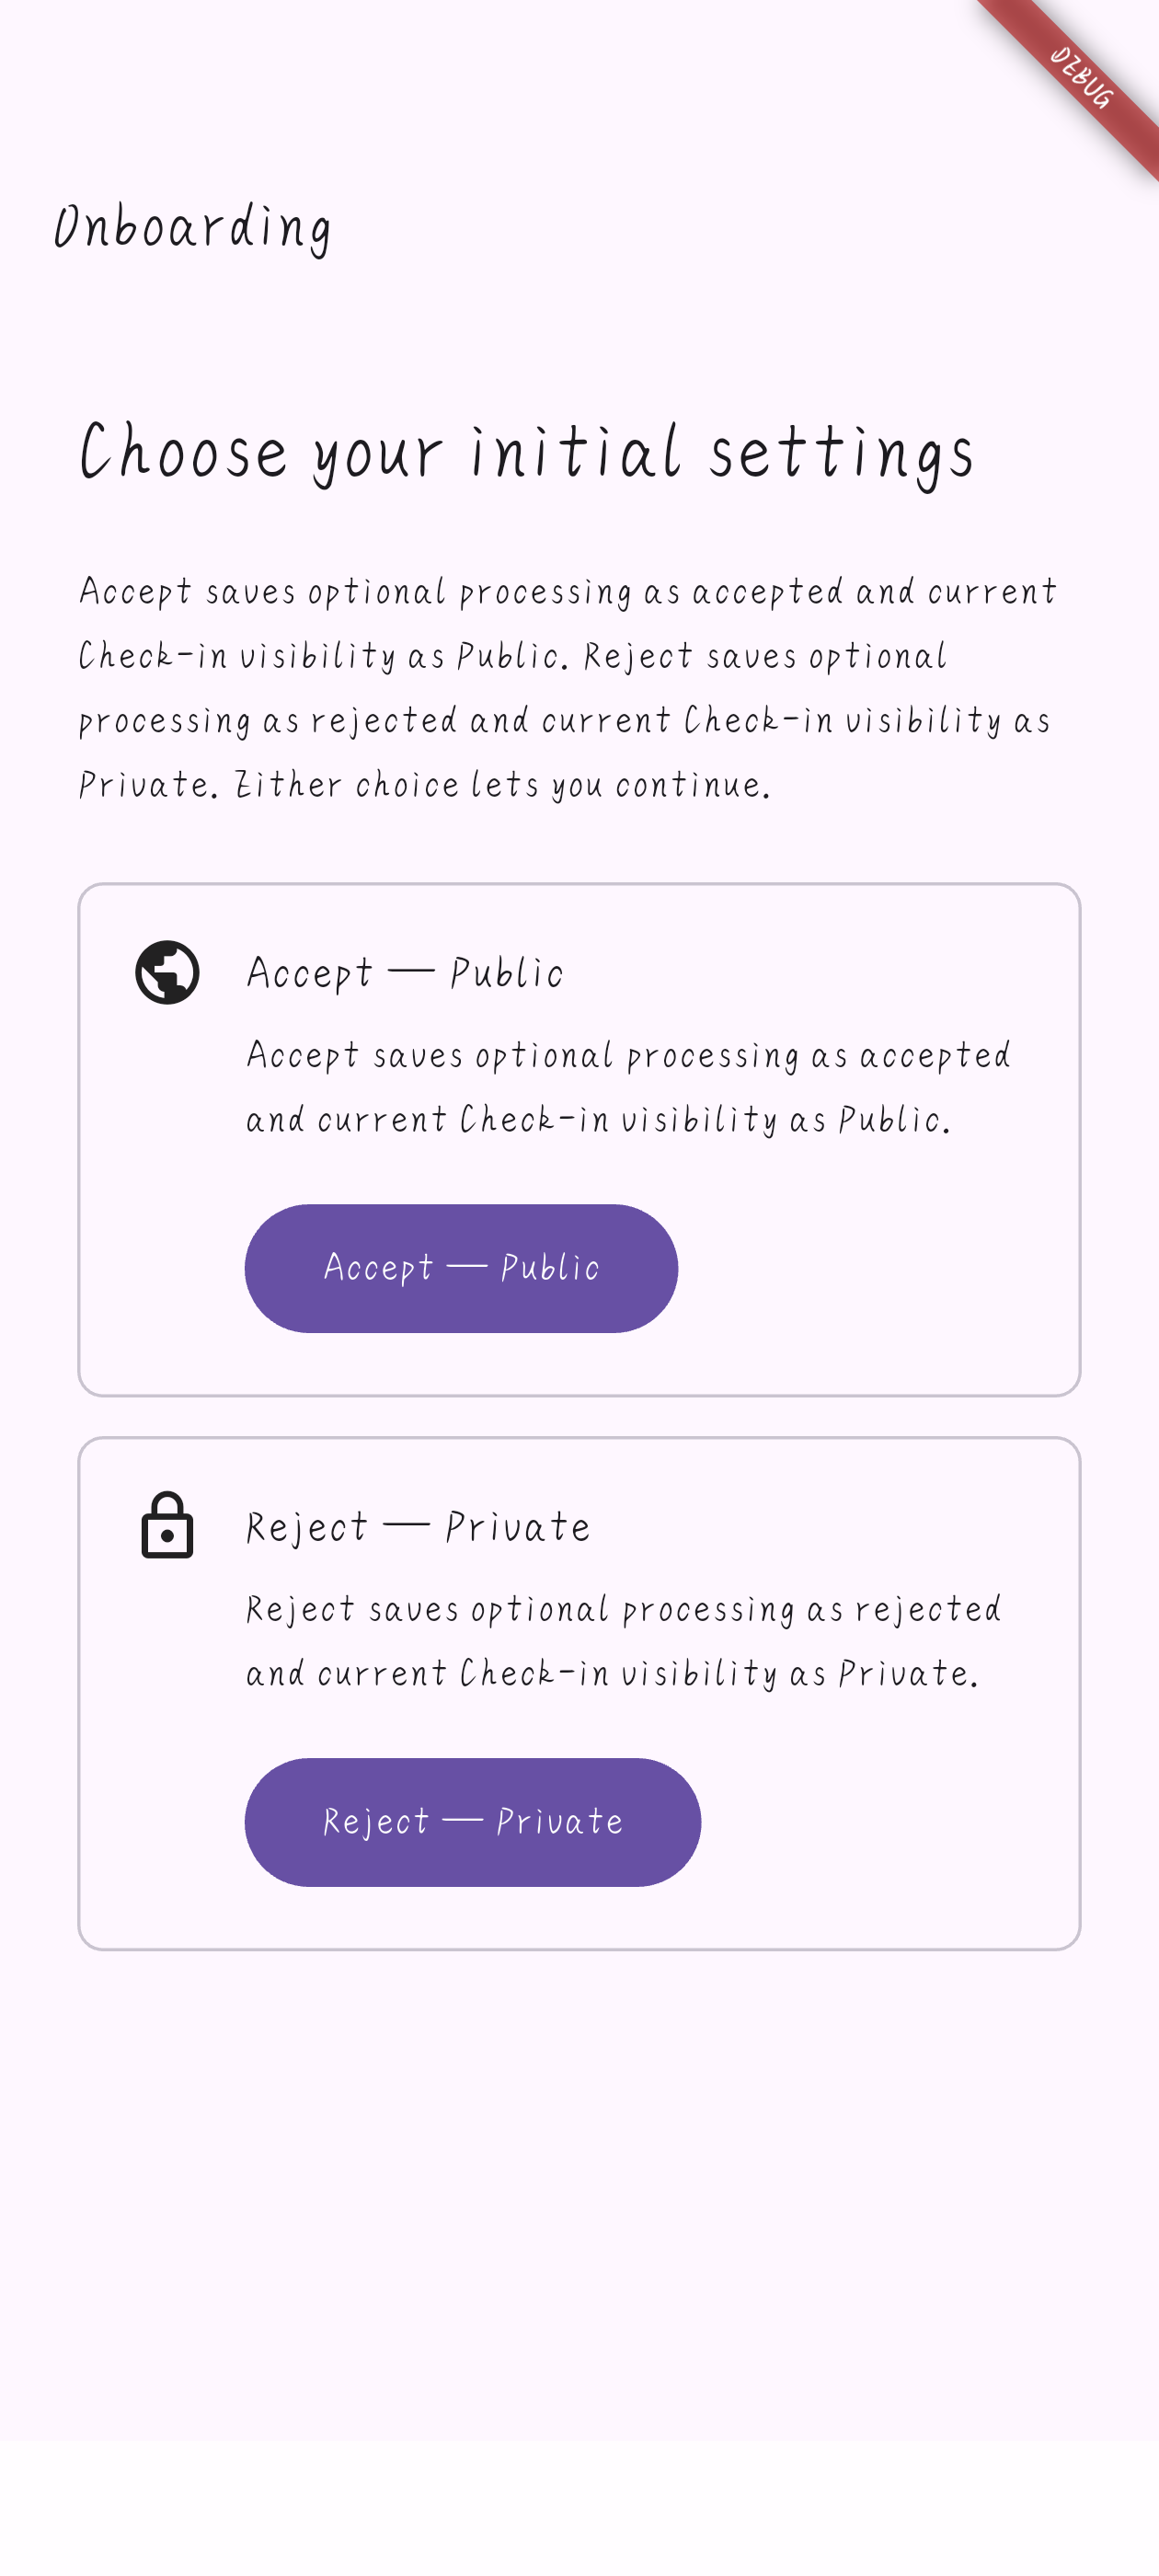 DEBUG
Onboarding
Choose your initial settings
Accept saves optional processing as accepted and current
Check-in visibility as Public. Reject saves optional
processing as rejected and current Check-in visibility as
Private. Either choice lets you continue.
Accept — Public
Accept saves optional processing as accepted
and current Check-in visibility as Public.
Accept — Public
Reject — Private
Reject saves optional processing as rejected
and current Check-in visibility as Private.
Reject — Private